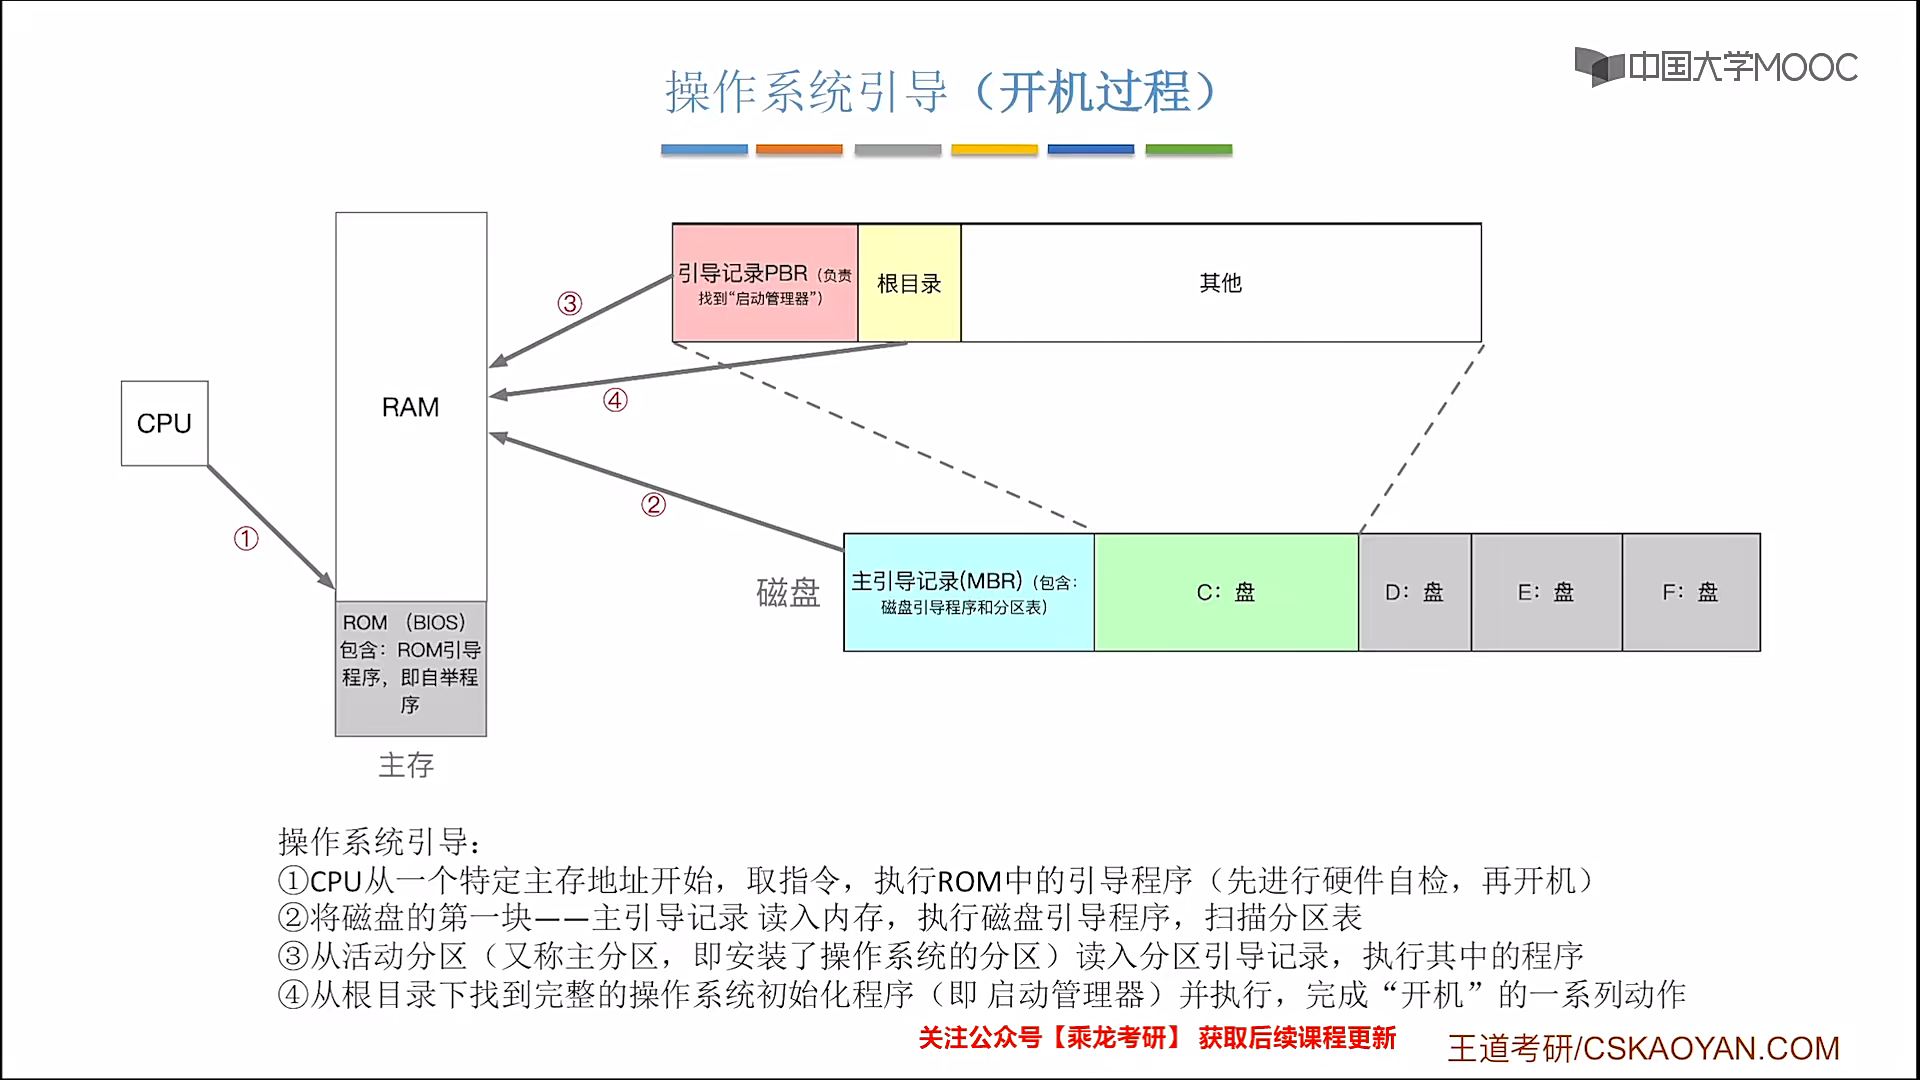 中国大学MOOC
操作系统引导（开机过程）
引导记录PBR（负责
找到“启动管理器”）
根目录
其他
③
④
RAM
CPU
②
①
磁盘
主引导记录(MBR)（包含：
磁盘引导程序和分区表）
C：盘
D：盘
E：盘
F：盘
ROM （BIOS）
包含：ROM引导
程序，即自举程
序
主存
操作系统引导：
①CPU从一个特定主存地址开始，取指令，执行ROM中的引导程序（先进行硬件自检，再开机）
②将磁盘的第一块——主引导记录 读入内存，执行磁盘引导程序，扫描分区表
③从活动分区（又称主分区，即安装了操作系统的分区）读入分区引导记录，执行其中的程序
④从根目录下找到完整的操作系统初始化程序（即 启动管理器）并执行，完成“开机”的一系列动作
关注公众号【乘龙考研】 获取后续课程更新
王道考研/CSKAOYAN.COM